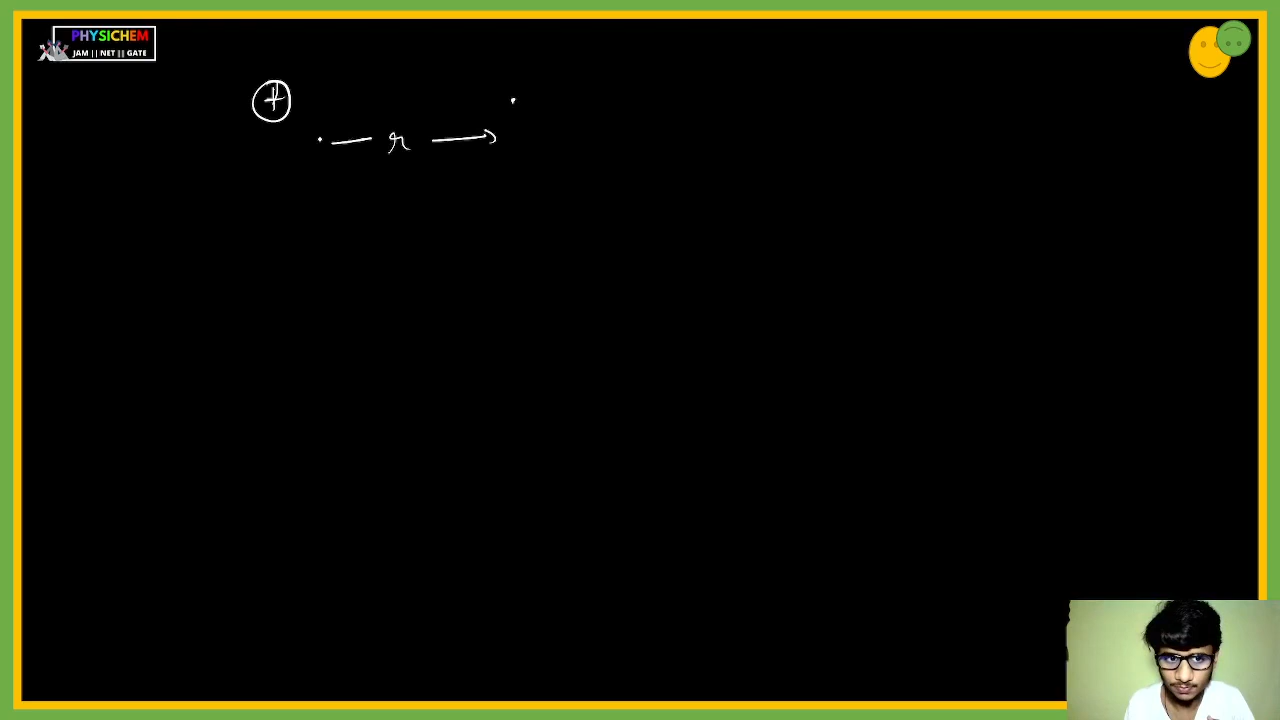 PHYSICHEM
JAM || NET || GATE
+
r